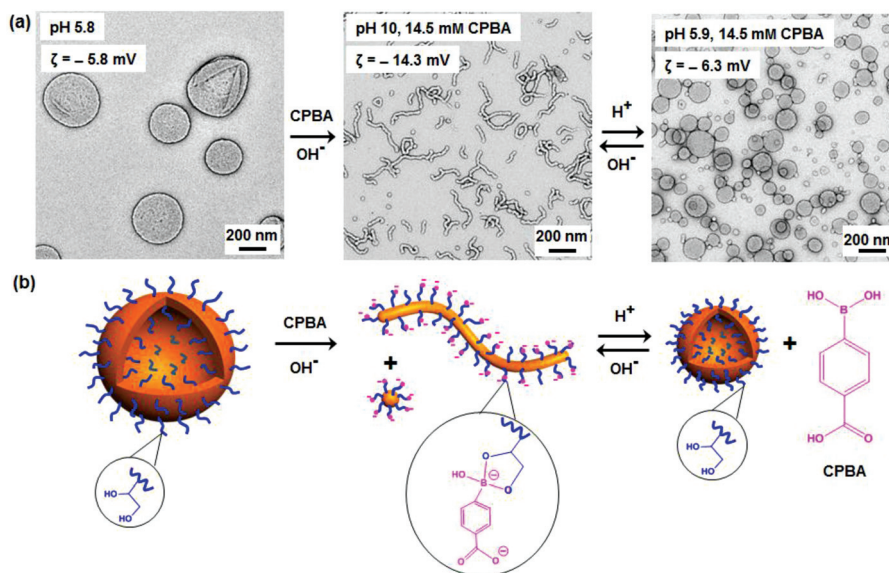 (a)
pH 5.8
ζ = – 5.8 mV
200 nm
CPBA
OH-
pH 10, 14.5 mM CPBA
ζ = – 14.3 mV
200 nm
H+
OH-
pH 5.9, 14.5 mM CPBA
ζ = – 6.3 mV
200 nm
(b)
HO
HO
CPBA
OH-
+
O
HO
B
O
O
O
H+
OH-
HO
HO
+
HO
OH
B
HO
O
CPBA